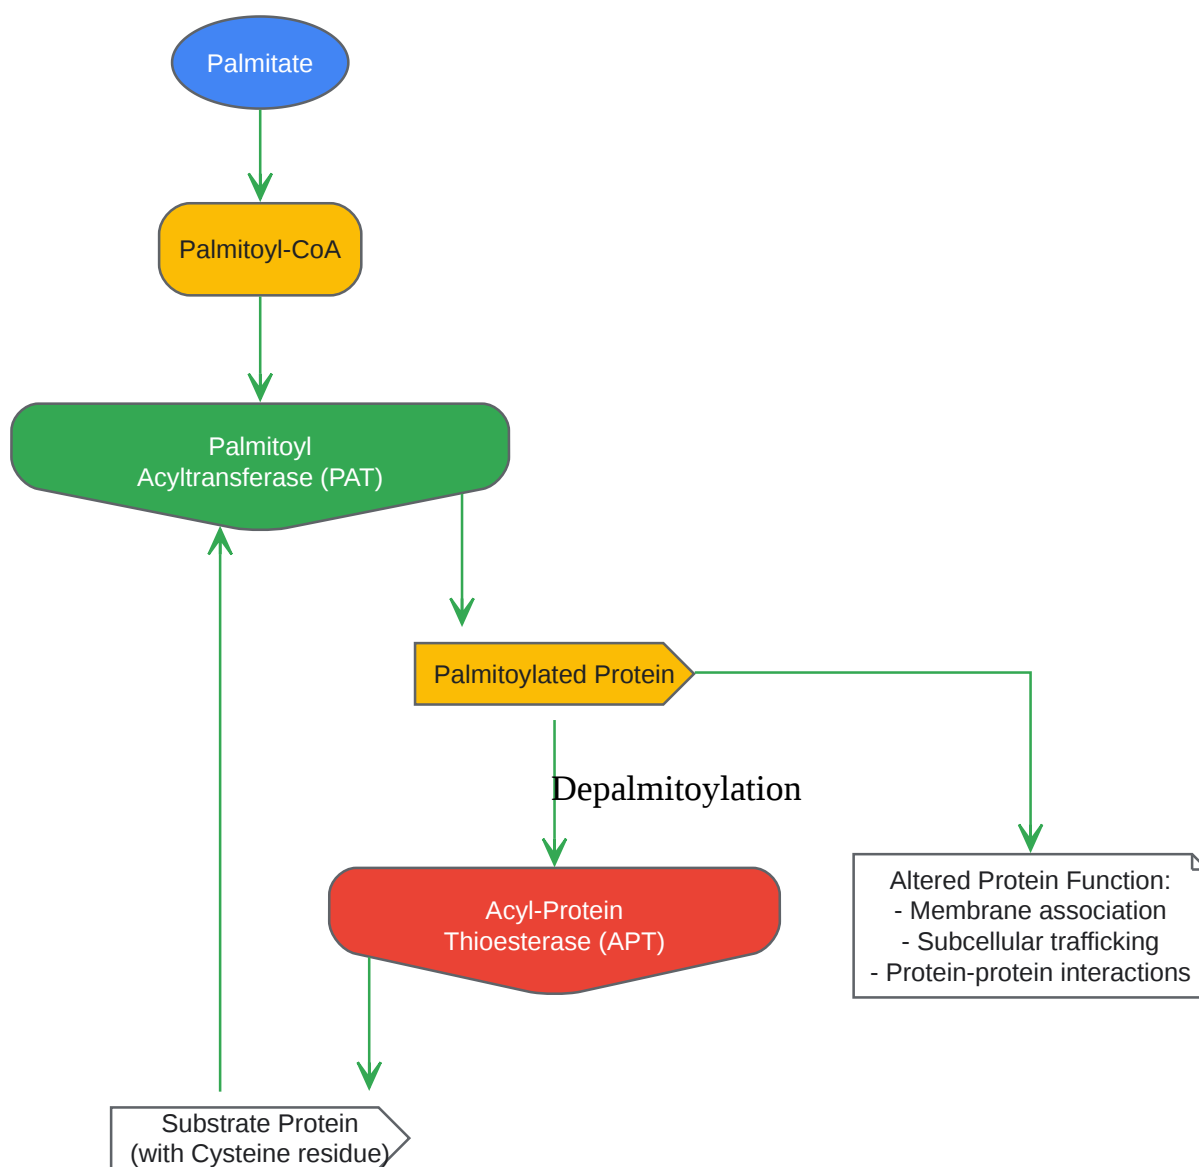 Palmitate
Palmitoyl-CoA
Palmitoyl
Acyltransferase (PAT)
Palmitoylated Protein
Depalmitoylation
Acyl-Protein
Thioesterase (APT)
Altered Protein Function:
- Membrane association
- Subcellular trafficking
- Protein-protein interactions
Substrate Protein
(with Cysteine residue)